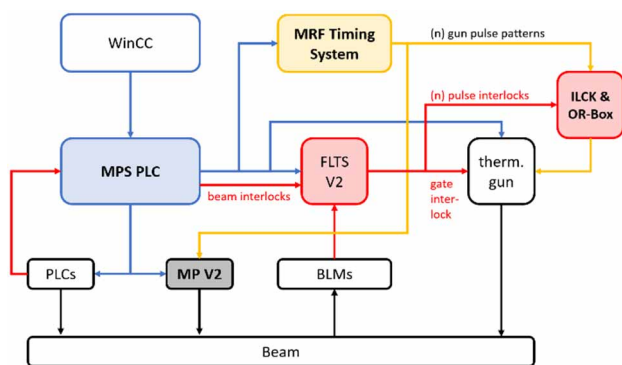 WinCC
MRF Timing
System
(n) gun pulse patterns
(n) pulse interlocks
ILCK &
OR-Box
MPS PLC
FLTS
V2
therm.
gun
beam interlocks
gate
inter-
lock
PLCs
MP V2
BLMs
Beam